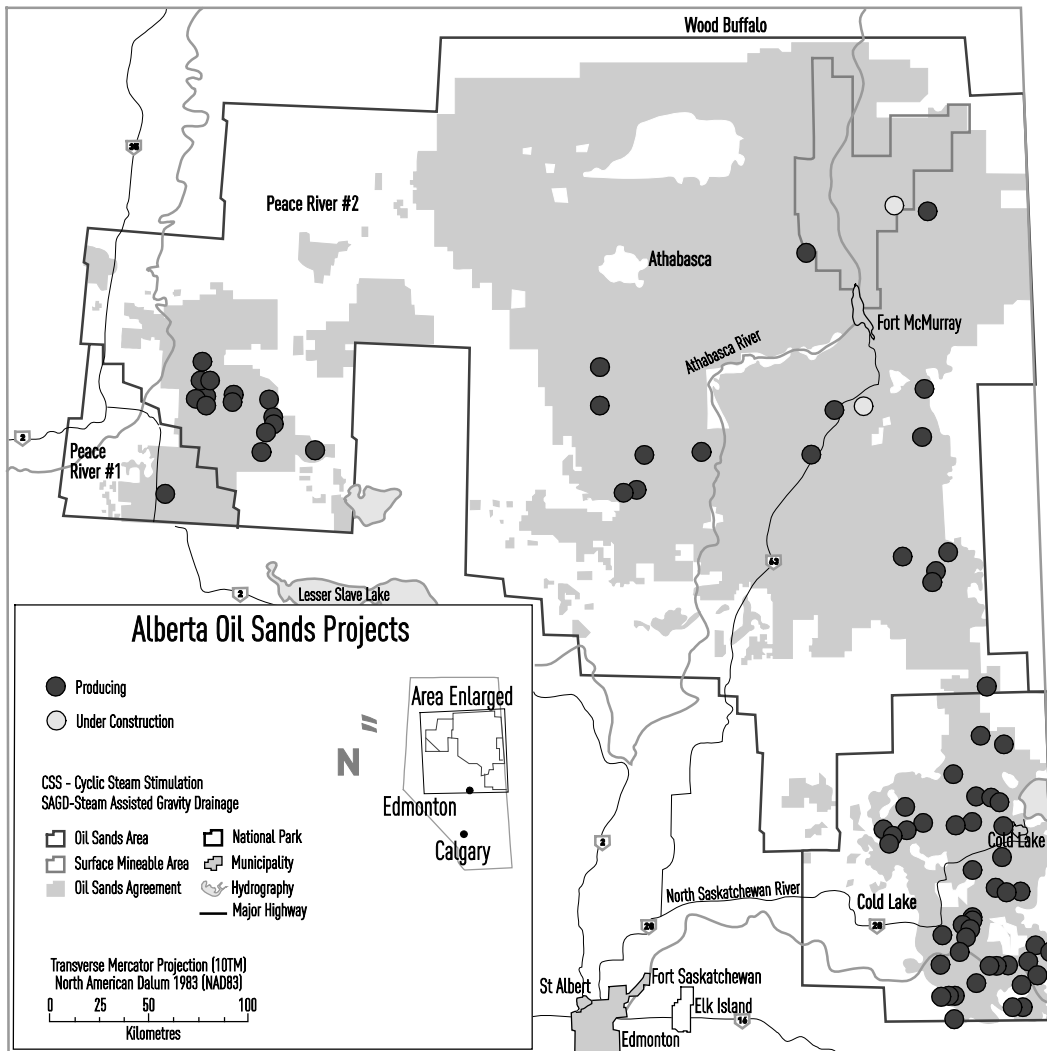 Wood Buffalo
35
Peace River #2
Athabasca
Fort McMurray
Athabasca River
2
Peace
River #1
63
2
Lesser Slave Lake
Alberta Oil Sands Projects
Producing
Under Construction
N
Area Enlarged
Edmonton
Calgary
CSS - Cyclic Steam Stimulation
SAGD-Steam Assisted Gravity Drainage
Oil Sands Area
Surface Mineable Area
Oil Sands Agreement
National Park
Municipality
Hydrography
Major Highway
Transverse Mercator Projection (10TM)
North American Datum 1983 (NAD83)
0 25 50 100
Kilometres
Cold Lake
2
North Saskatchewan River
Cold Lake
28
28
St Albert
Fort Saskatchewan
Elk Island
16
Edmonton